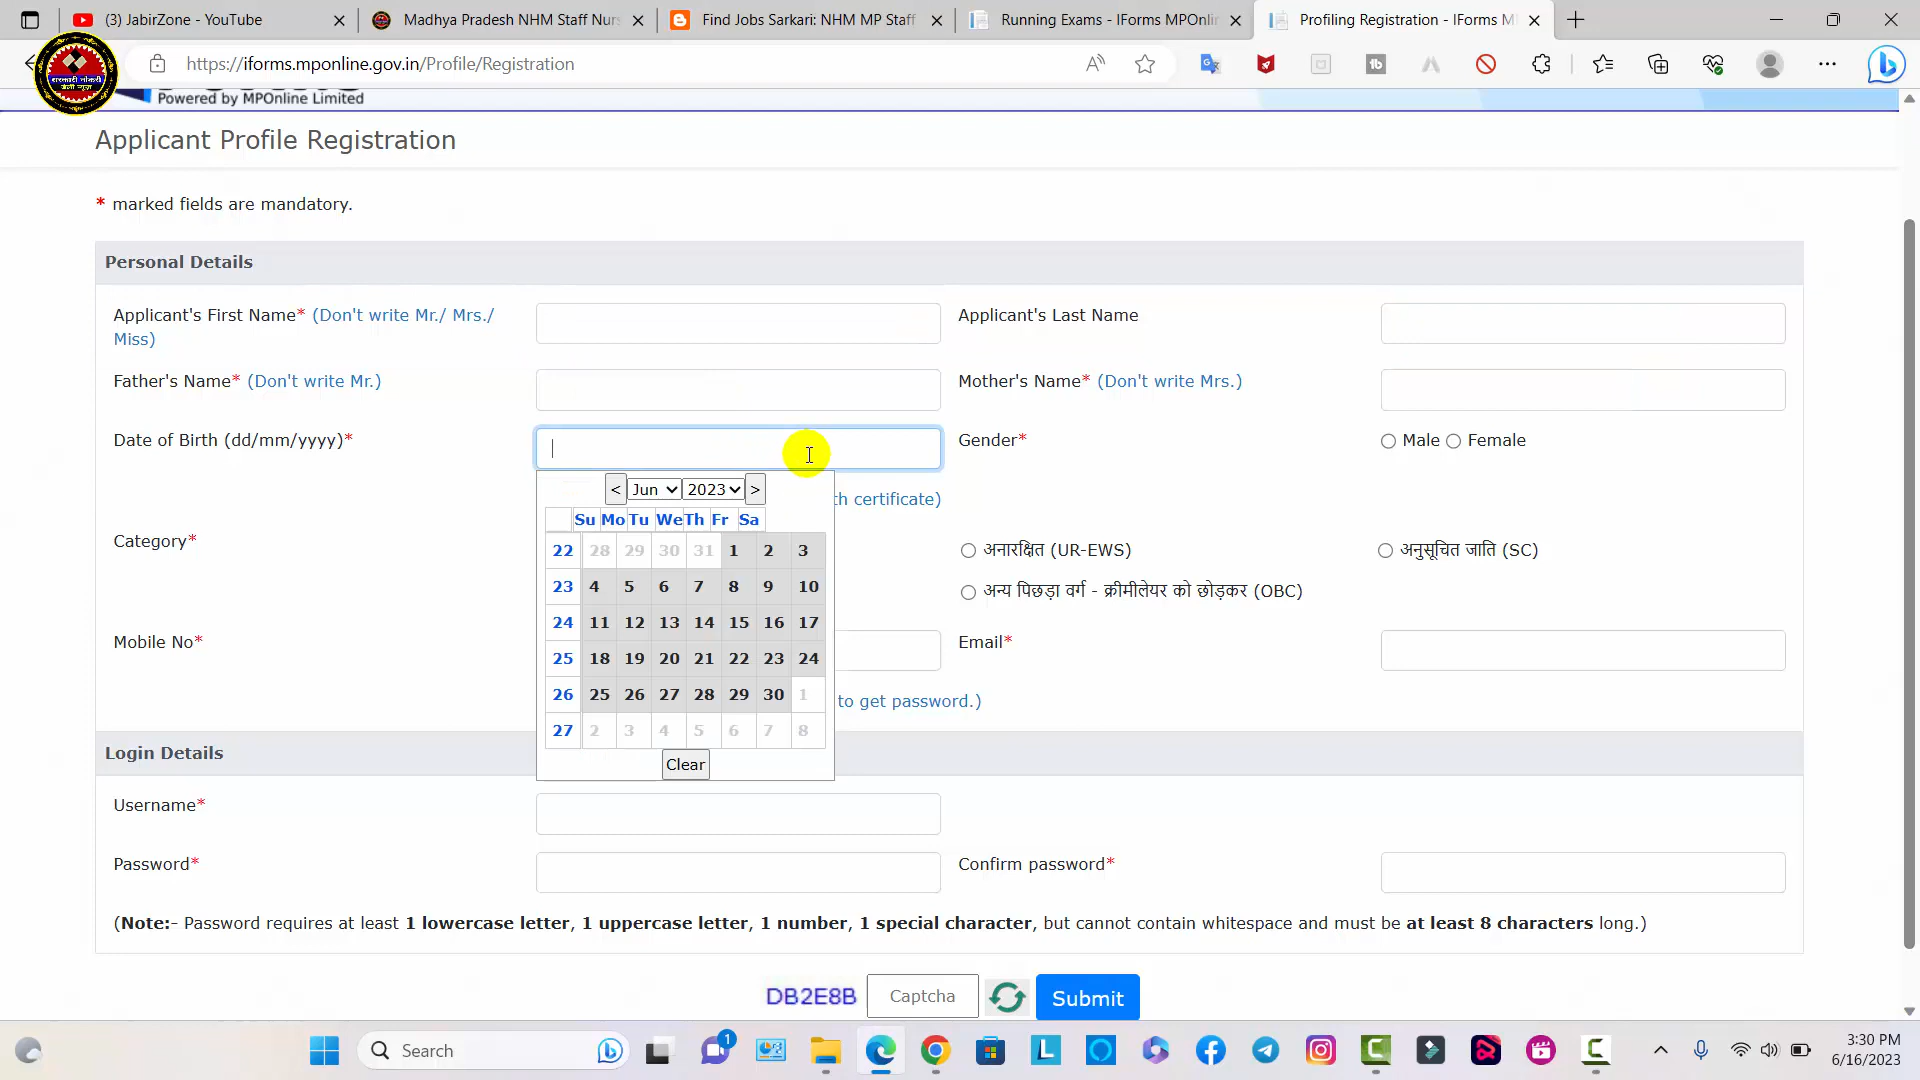 (3) JabirZone - YouTube
Madhya Pradesh NHM Staff Nur
Find Jobs Sarkari: NHM MP Staff
Running Exams - IForms MPOnlin
Profiling Registration - IForms M
https://iforms.mponline.gov.in/Profile/Registration
सरकारी नौकरी
Powered by MPOnline Limited
Applicant Profile Registration
* marked fields are mandatory.
Personal Details
Applicant's First Name* (Don't write Mr./ Mrs./ Miss)
Applicant's Last Name
Father's Name* (Don't write Mr.)
Mother's Name* (Don't write Mrs.)
Date of Birth (dd/mm/yyyy)*
Gender*
Male Female
< Jun 2023 >
th certificate)
Su Mo Tu We Th Fr Sa
22 28 29 30 31 1 2 3
23 4 5 6 7 8 9 10
24 11 12 13 14 15 16 17
25 18 19 20 21 22 23 24
26 25 26 27 28 29 30 1
27 2 3 4 5 6 7 8
Clear
Category*
अनारक्षित (UR-EWS)
अनुसूचित जाति (SC)
अन्य पिछड़ा वर्ग - क्रीमीलेयर को छोड़कर (OBC)
Mobile No*
Email*
to get password.)
Login Details
Username*
Password*
Confirm password*
(Note:- Password requires at least 1 lowercase letter, 1 uppercase letter, 1 number, 1 special character, but cannot contain whitespace and must be at least 8 characters long.)
DB2E8B
Captcha
Submit
Search
1
3:30 PM
6/16/2023